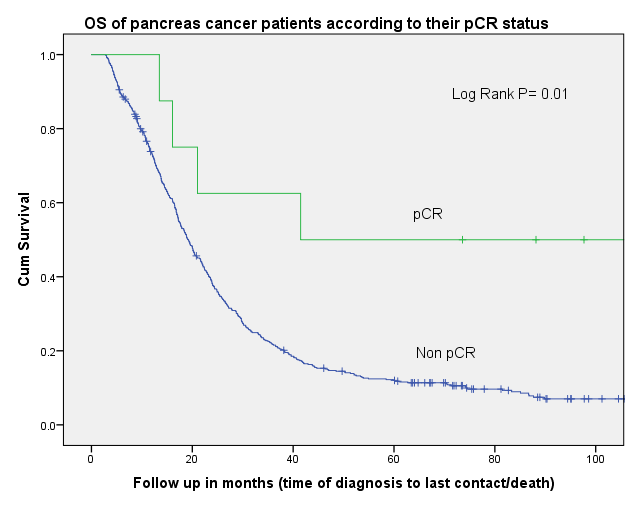 OS of pancreas cancer patients according to their pCR status
Log Rank P= 0.01
pCR
Non pCR
Cum Survival
1.0
0.8
0.6
0.4
0.2
0.0
0 20 40 60 80 100
Follow up in months (time of diagnosis to last contact/death)